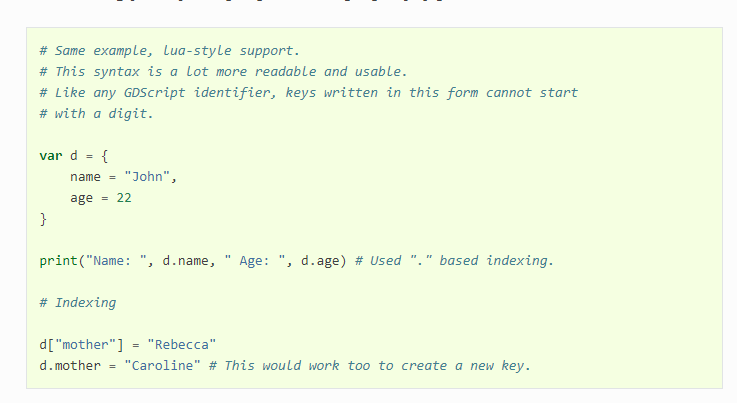 # Same example, lua-style support.
# This syntax is a lot more readable and usable.
# Like any GDScript identifier, keys written in this form cannot start
# with a digit.

var d = {
    name = "John",
    age = 22
}

print("Name: ", d.name, " Age: ", d.age) # Used "." based indexing.

# Indexing

d["mother"] = "Rebecca"
d.mother = "Caroline" # This would work too to create a new key.